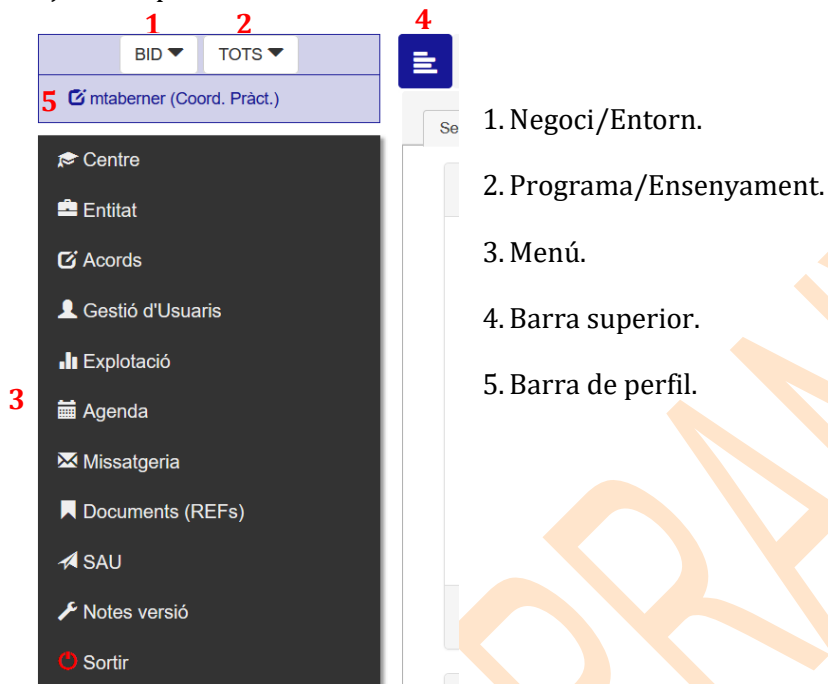 1 2 4
BID TOTS
5 mtaberner (Coord. Pràct.)
Se
Centre
Entitat
Acords
Gestió d'Usuaris
Explotació
3 Agenda
Missatgeria
Documents (REFs)
SAU
Notes versió
Sortir
1. Negoci/Entorn.
2. Programa/Ensenyament.
3. Menú.
4. Barra superior.
5. Barra de perfil.